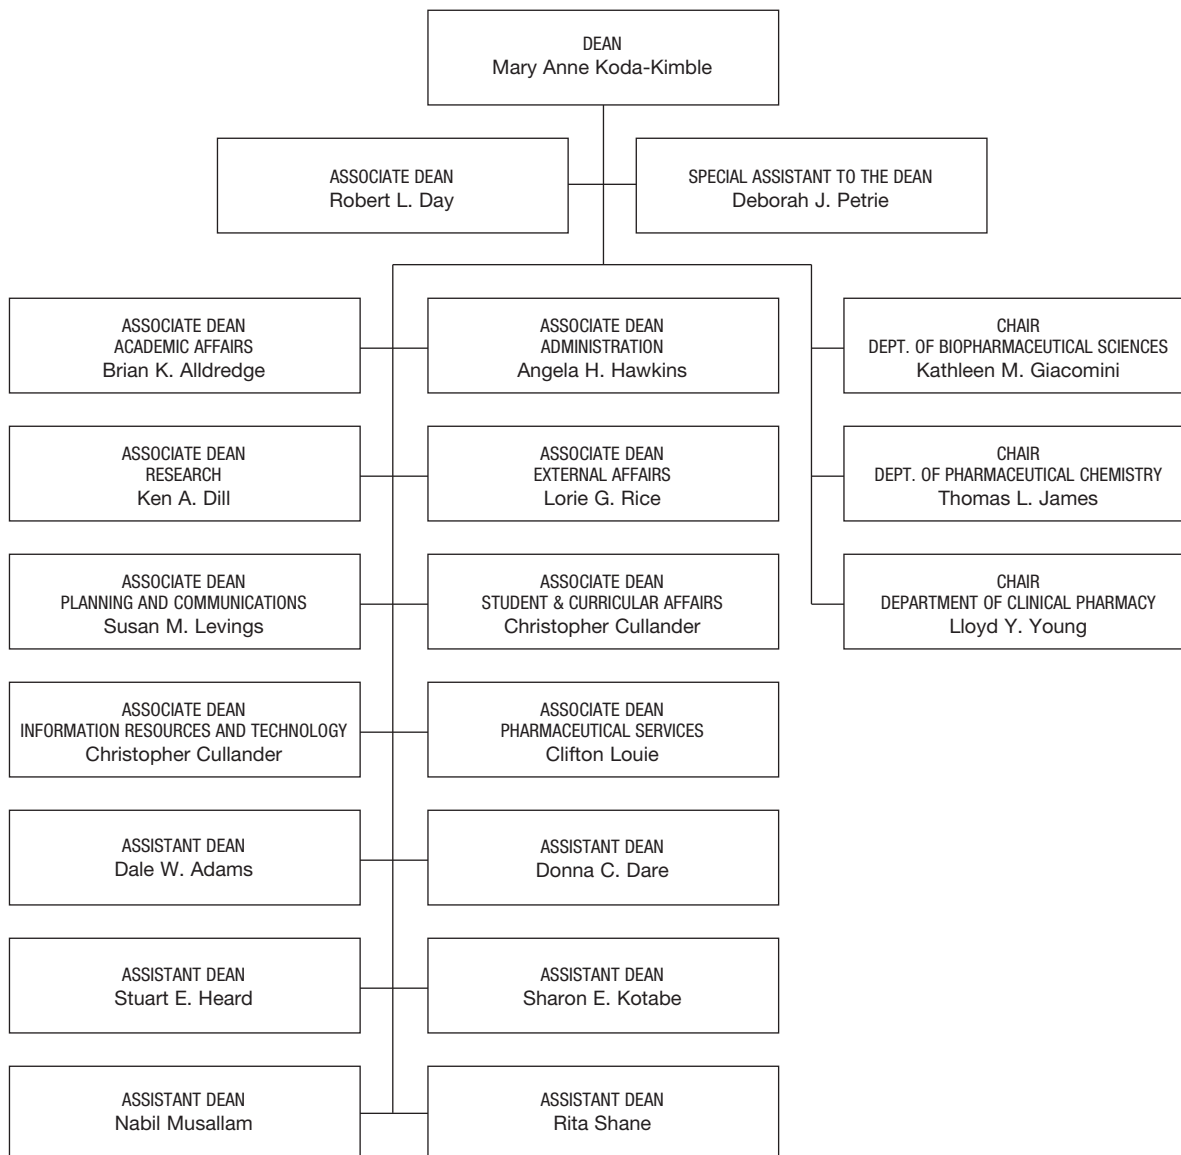 DEAN
Mary Anne Koda-Kimble
ASSOCIATE DEAN
Robert L. Day
SPECIAL ASSISTANT TO THE DEAN
Deborah J. Petrie
ASSOCIATE DEAN
ACADEMIC AFFAIRS
Brian K. Alldredge
ASSOCIATE DEAN
ADMINISTRATION
Angela H. Hawkins
CHAIR
DEPT. OF BIOPHARMACEUTICAL SCIENCES
Kathleen M. Giacomini
ASSOCIATE DEAN
RESEARCH
Ken A. Dill
ASSOCIATE DEAN
EXTERNAL AFFAIRS
Lorie G. Rice
CHAIR
DEPT. OF PHARMACEUTICAL CHEMISTRY
Thomas L. James
ASSOCIATE DEAN
PLANNING AND COMMUNICATIONS
Susan M. Levings
ASSOCIATE DEAN
STUDENT & CURRICULAR AFFAIRS
Christopher Cullander
CHAIR
DEPARTMENT OF CLINICAL PHARMACY
Lloyd Y. Young
ASSOCIATE DEAN
INFORMATION RESOURCES AND TECHNOLOGY
Christopher Cullander
ASSOCIATE DEAN
PHARMACEUTICAL SERVICES
Clifton Louie
ASSISTANT DEAN
Dale W. Adams
ASSISTANT DEAN
Donna C. Dare
ASSISTANT DEAN
Stuart E. Heard
ASSISTANT DEAN
Sharon E. Kotabe
ASSISTANT DEAN
Nabil Musallam
ASSISTANT DEAN
Rita Shane